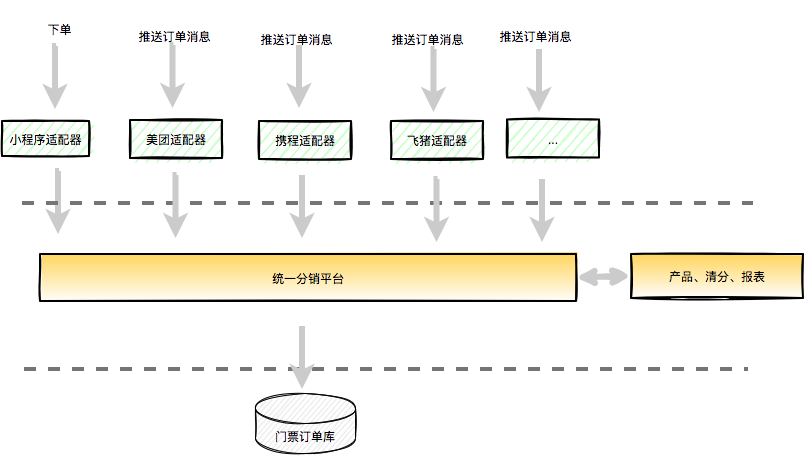 下单
推送订单消息
推送订单消息
推送订单消息
推送订单消息
小程序适配器
美团适配器
携程适配器
飞猪适配器
...
统一分销平台
产品、清分、报表
门票订单库